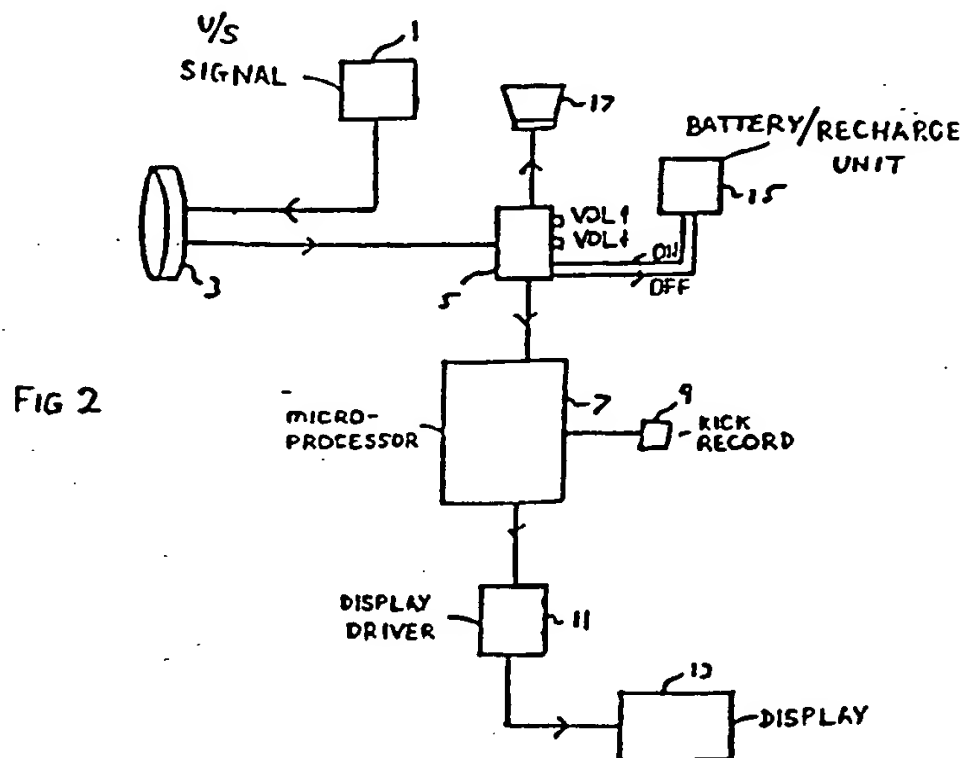 U/S
SIGNAL
1
17
BATTERY/RECHARGE
UNIT
15
VOL↑
VOL↓
ON
OFF
3
5
FIG 2
MICRO-
PROCESSOR
7
9
KICK
RECORD
DISPLAY
DRIVER
11
13
DISPLAY